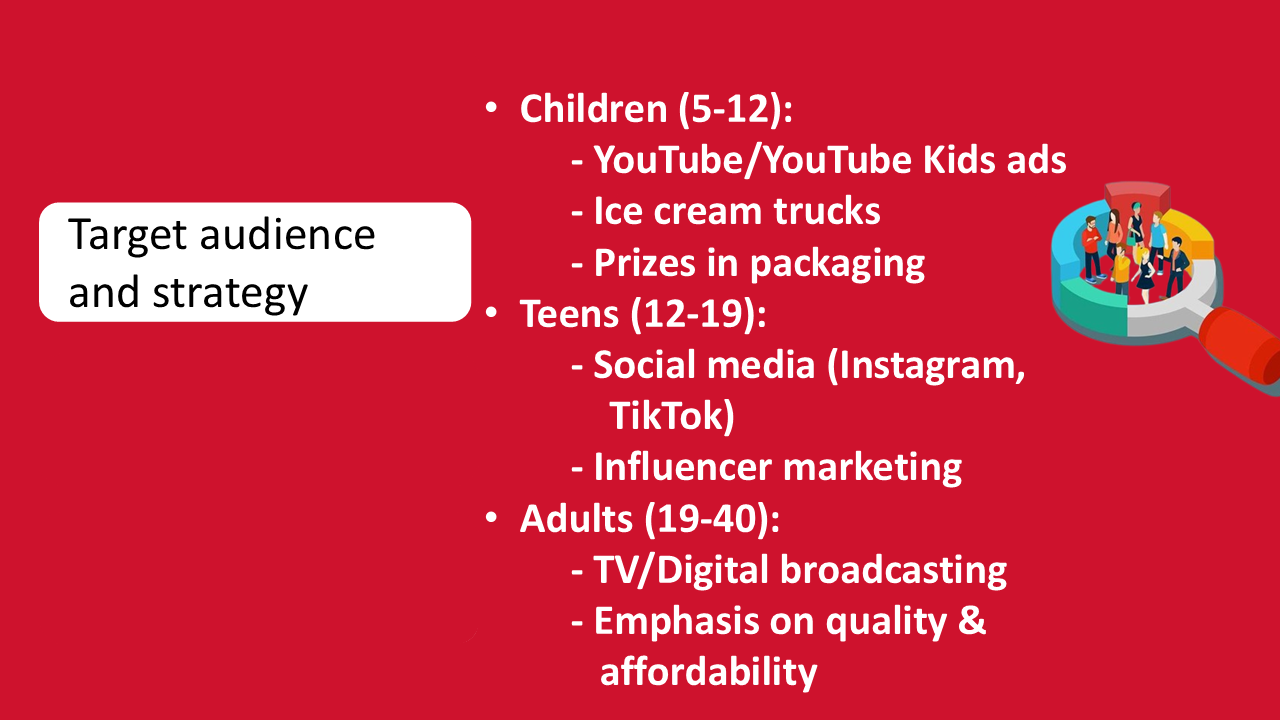 Target audience
and strategy
• Children (5-12):
- YouTube/YouTube Kids ads
- Ice cream trucks
- Prizes in packaging
• Teens (12-19):
- Social media (Instagram,
TikTok)
- Influencer marketing
• Adults (19-40):
- TV/Digital broadcasting
- Emphasis on quality &
affordability